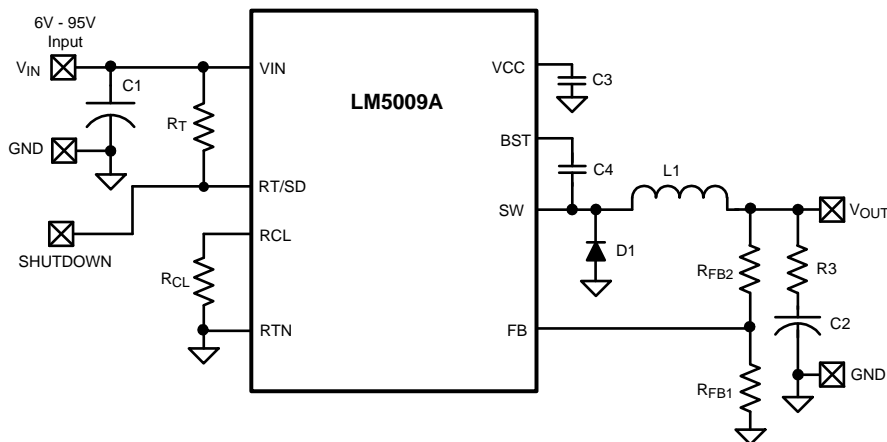 6V - 95V
Input
VIN
C1
VIN
VCC
C3
LM5009A
RT
BST
GND
C4
L1
RT/SD
SW
VOUT
SHUTDOWN
RCL
D1
RFB2
R3
RCL
C2
RTN
FB
GND
RFB1